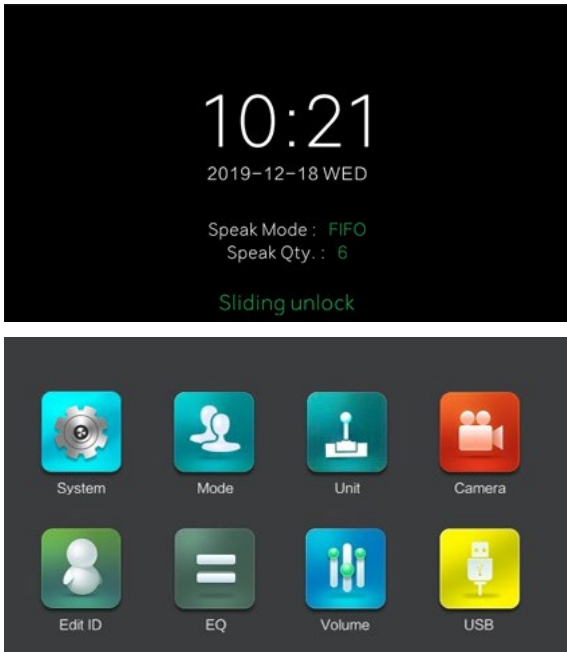 10:21
2019-12-18 WED
Speak Mode : FIFO
Speak Qty. : 6
Sliding unlock
System Mode Unit Camera
Edit ID EQ Volume USB